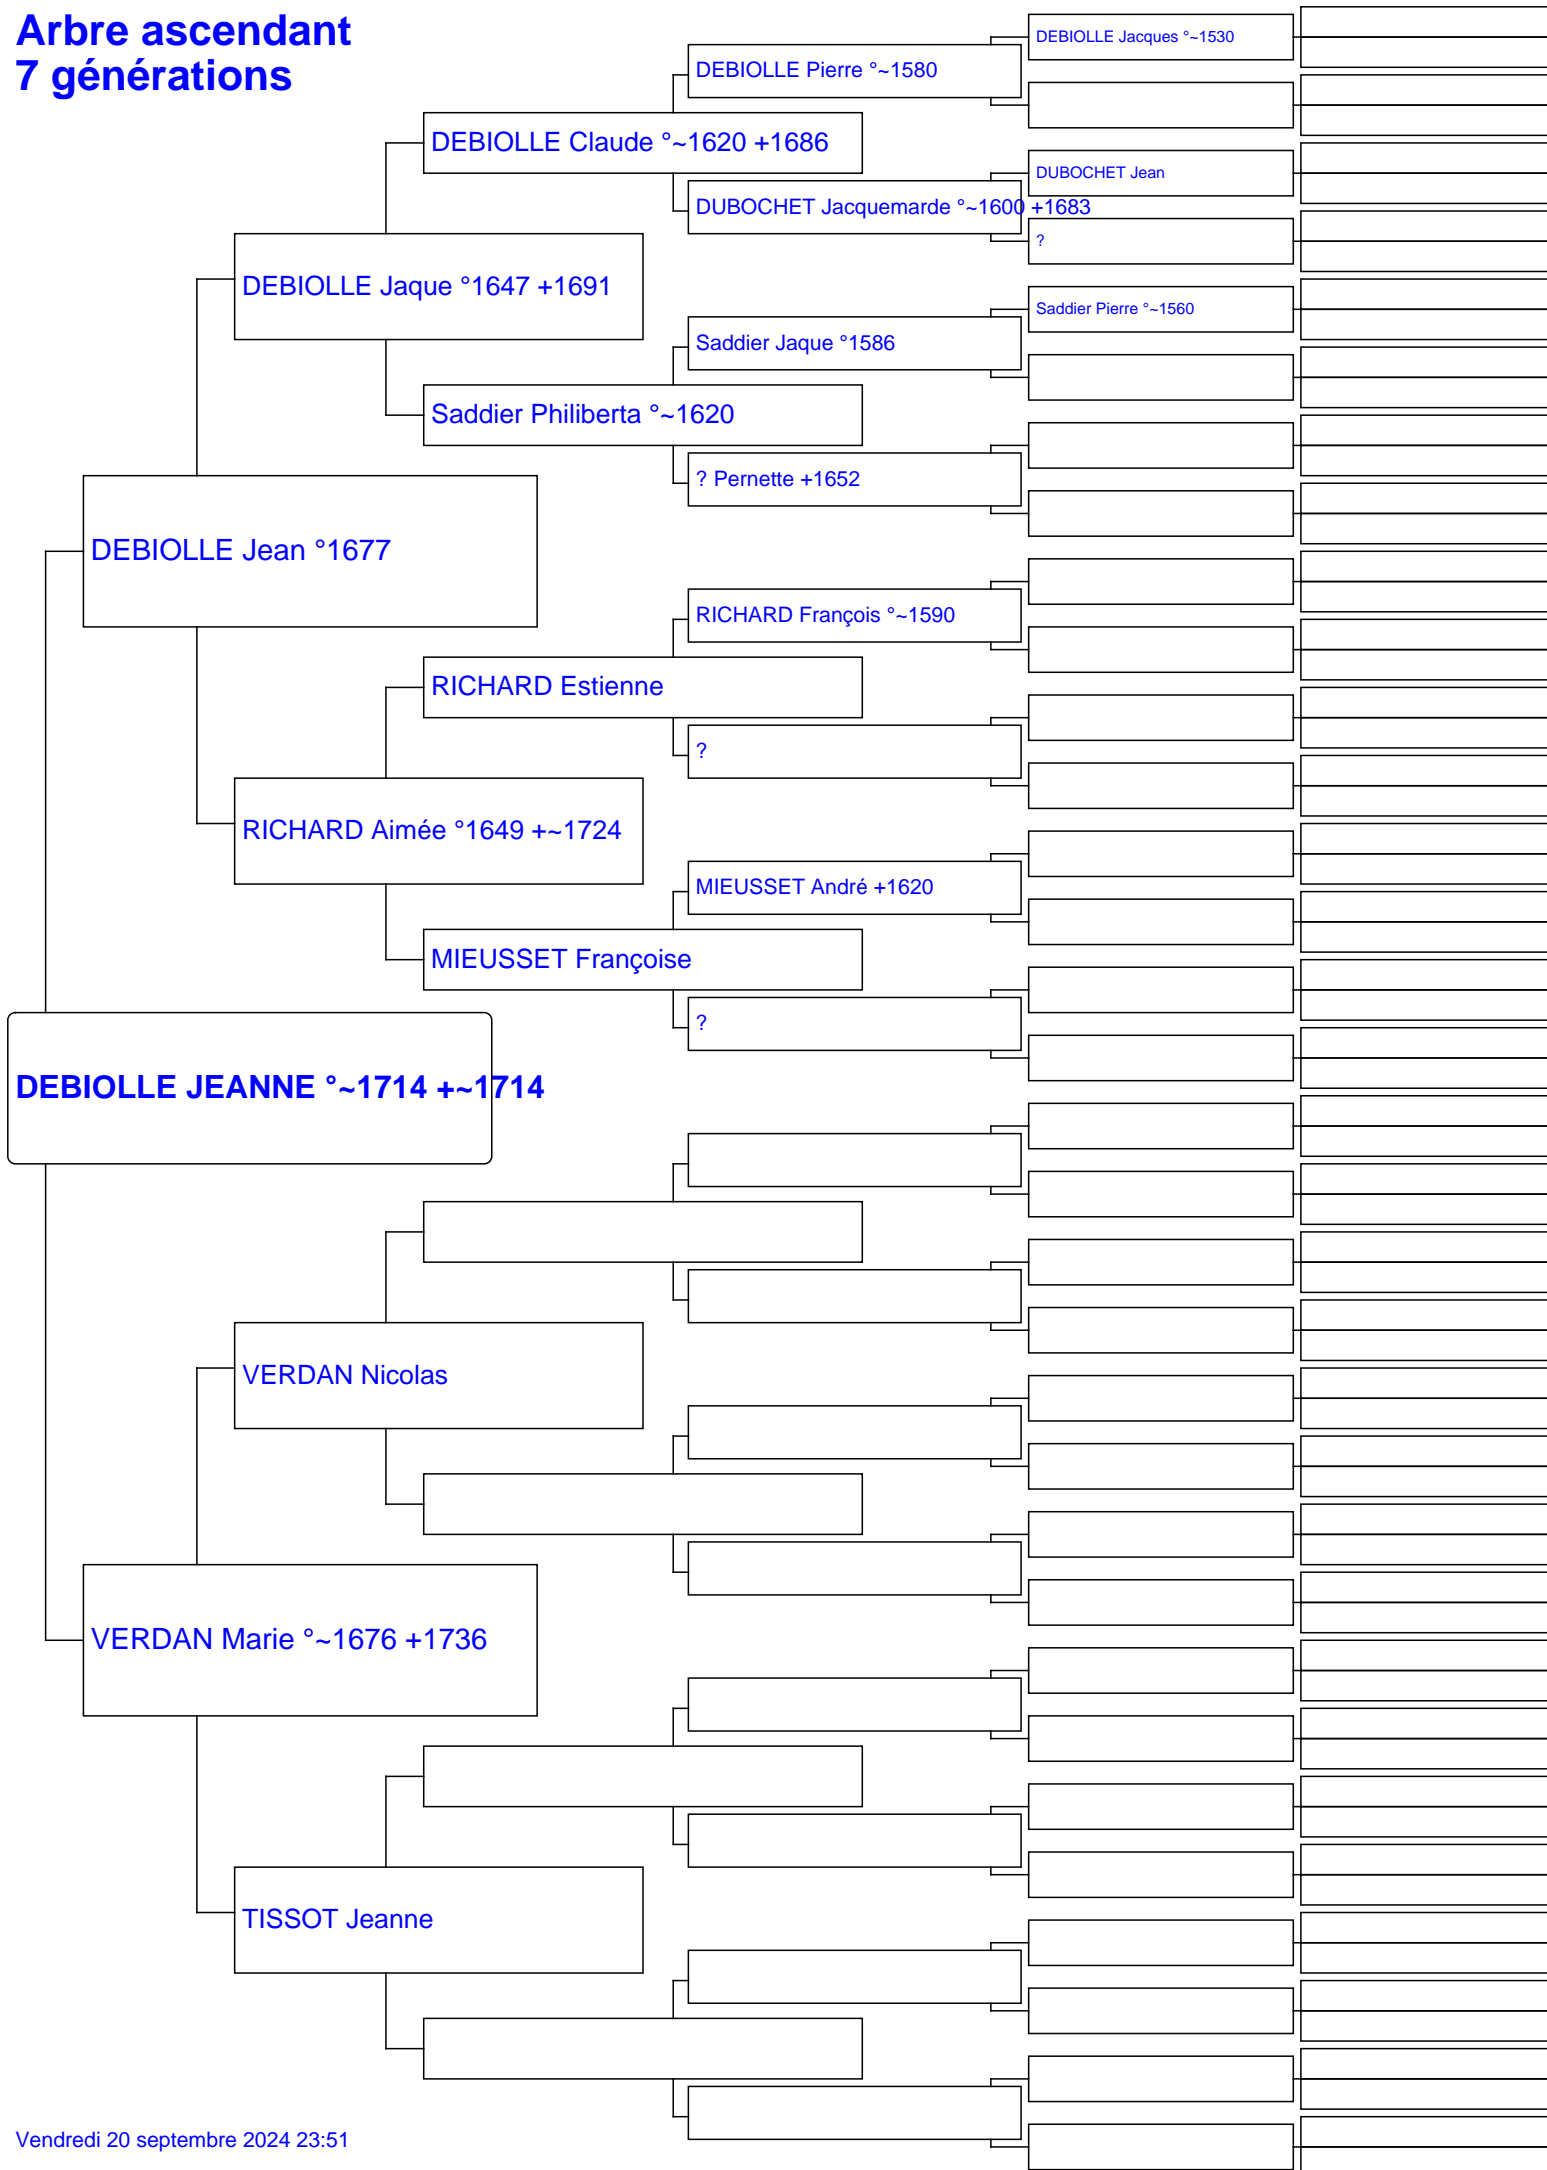 Arbre ascendant
7 générations
DEBIOLLE Jacques °~1530
DEBIOLLE Pierre °~1580
DEBIOLLE Claude °~1620 +1686
DUBOCHET Jean
DUBOCHET Jacquemarde °~1600 +1683
?
DEBIOLLE Jaque °1647 +1691
Saddier Pierre °~1560
Saddier Jaque °1586
Saddier Philiberta °~1620
? Pernette +1652
DEBIOLLE Jean °1677
RICHARD François °~1590
RICHARD Estienne
?
RICHARD Aimée °1649 +~1724
MIEUSSET André +1620
MIEUSSET Françoise
?
DEBIOLLE JEANNE °~1714 +~1714
VERDAN Nicolas
VERDAN Marie °~1676 +1736
TISSOT Jeanne
Vendredi 20 septembre 2024 23:51